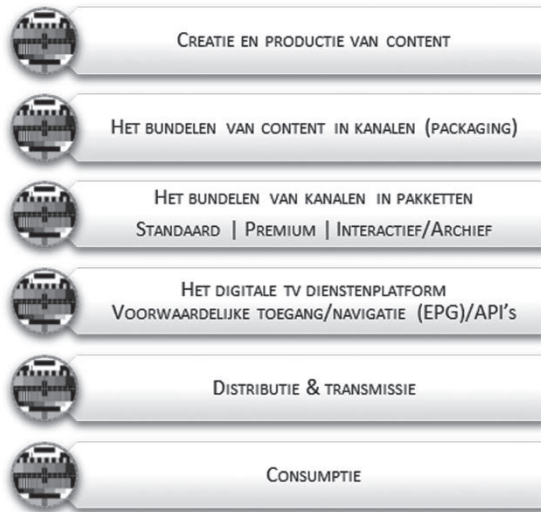 Creatie en productie van content
Het bundelen van content in kanalen (packaging)
Het bundelen van kanalen in pakketten
Standaard | Premium | Interactief/Archief
Het digitale tv dienstenplatform
Voorwaardelijke toegang/navigatie (EPG)/API's
Distributie & transmissie
Consumptie